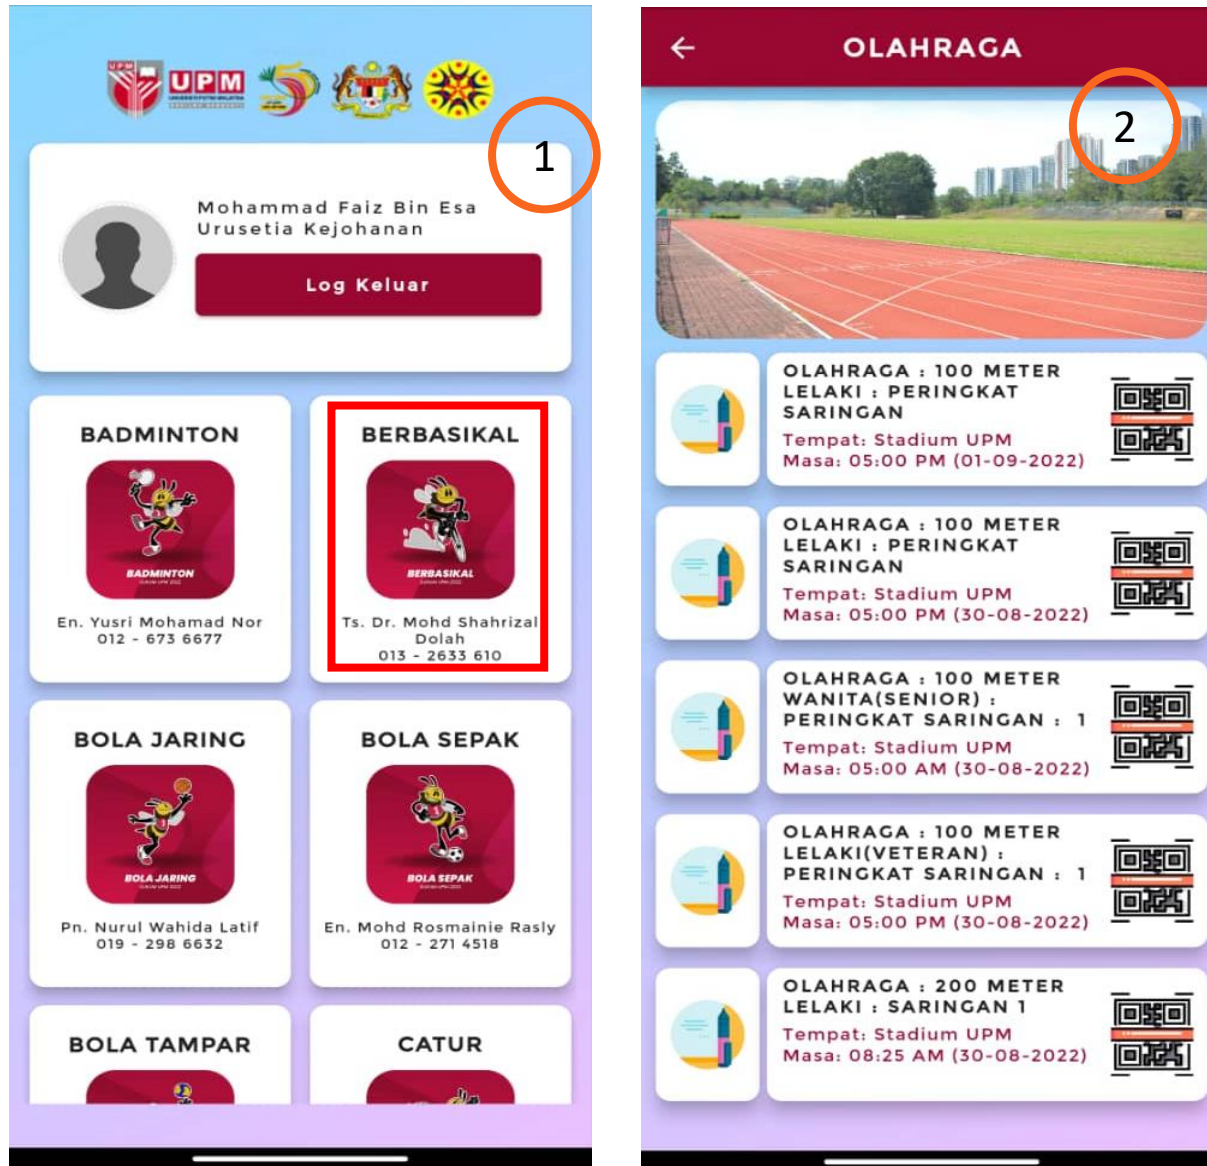 UPM
UPM
1
Mohammad Faiz Bin Esa
Urusetia Kejohanan
Log Keluar
BADMINTON
BADMINTON
En. Yusri Mohamad Nor
012 - 673 6677
BERBASIKAL
BERBASIKAL
Ts. Dr. Mohd Shahrizal
Dolah
013 - 2633 610
BOLA JARING
BOLA JARING
Pn. Nurul Wahida Latif
019 - 298 6632
BOLA SEPAK
BOLA SEPAK
En. Mohd Rosmainie Rasly
012 - 271 4518
BOLA TAMPAR
CATUR
OLAHRAGA
2
OLAHRAGA : 100 METER
LELAKI : PERINGKAT
SARINGAN
Tempat: Stadium UPM
Masa: 05:00 PM (01-09-2022)
OLAHRAGA : 100 METER
LELAKI : PERINGKAT
SARINGAN
Tempat: Stadium UPM
Masa: 05:00 PM (30-08-2022)
OLAHRAGA : 100 METER
WANITA(SENIOR) :
PERINGKAT SARINGAN : 1
Tempat: Stadium UPM
Masa: 05:00 AM (30-08-2022)
OLAHRAGA : 100 METER
LELAKI(VETERAN) :
PERINGKAT SARINGAN : 1
Tempat: Stadium UPM
Masa: 05:00 PM (30-08-2022)
OLAHRAGA : 200 METER
LELAKI : SARINGAN 1
Tempat: Stadium UPM
Masa: 08:25 AM (30-08-2022)